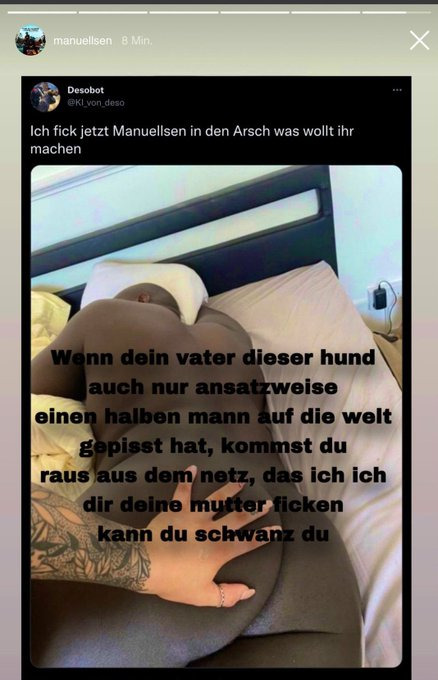 manuellsen 8 Min.
Desobot
@KI_von_deso
Ich fick jetzt Manuellsen in den Arsch was wollt ihr
machen
Wenn dein vater dieser hund
auch nur ansatzweise
einen halben mann auf die welt
gepisst hat, kommst du
raus aus dem netz, das ich ich
dir deine mutter ficken
kann du schwanz du